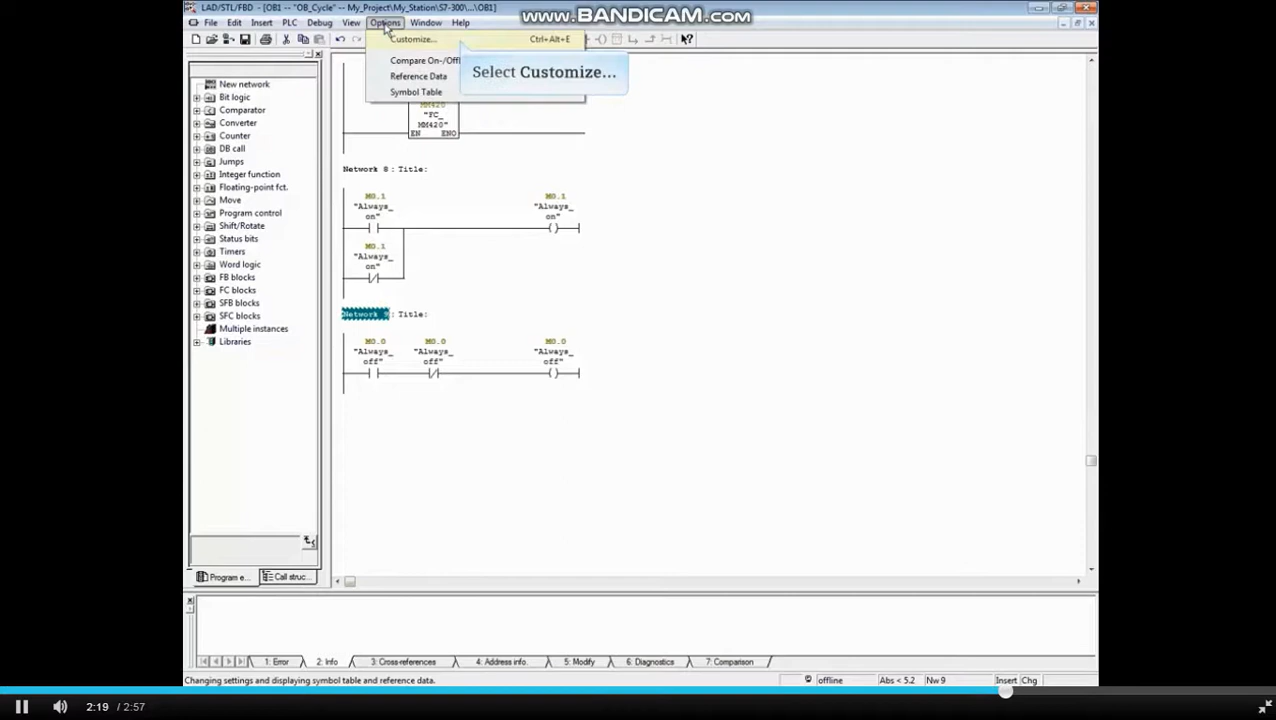 LAD/STL/FBD - [OB1 -- "OB_Cycle" -- My_Project\My_Station\S7-300\...\OB1]
www.BANDICAM.com
File Edit Insert PLC Debug View Options Window Help
Customize... Ctrl+Alt+E
Compare On-/Offl
Reference Data
Symbol Table
Select Customize...
New network
Bit logic
Comparator
Converter
Counter
DB call
Jumps
Integer function
Floating-point fct.
Move
Program control
Shift/Rotate
Status bits
Timers
Word logic
FB blocks
FC blocks
SFB blocks
SFC blocks
Multiple instances
Libraries
Program e... Call struc...
MM420
"FC_
MM420"
EN ENO
Network 8 : Title:
M0.1 M0.1
"Always_ "Always_
on" on"
M0.1
"Always_
on"
Network 9 : Title:
M0.0 M0.0 M0.0
"Always_ "Always_ "Always_
off" off" off"
1: Error 2: Info 3: Cross-references 4: Address info. 5: Modify 6: Diagnostics 7: Comparison
Changing settings and displaying symbol table and reference data. offline Abs < 5.2 Nw 9 Insert Chg
2:19 / 2:57